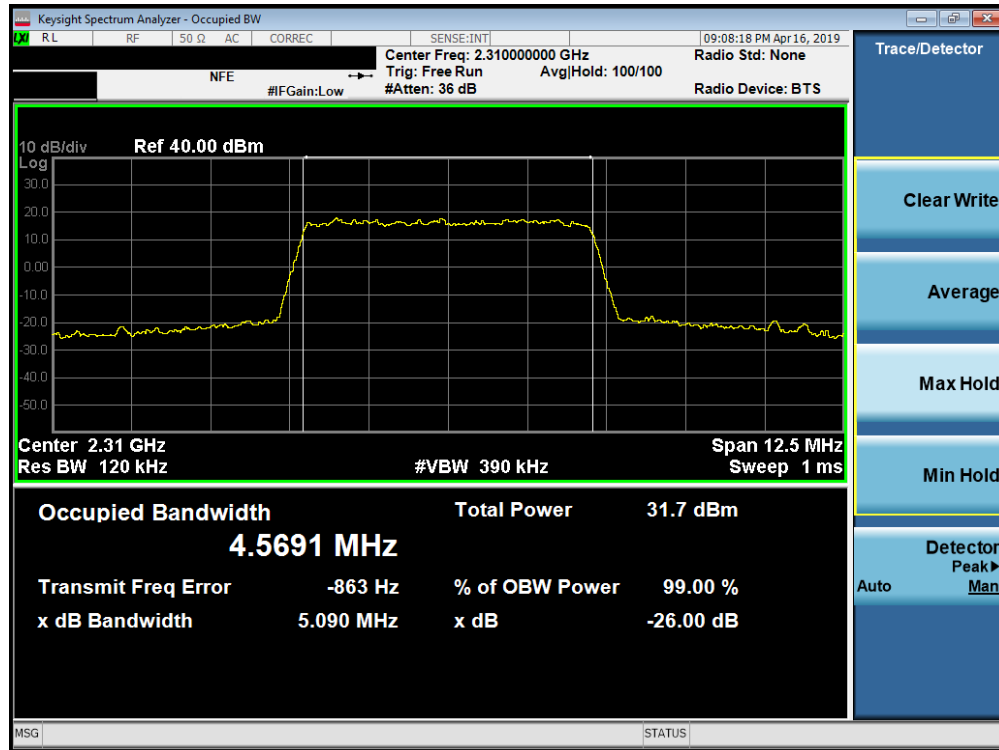 Keysight Spectrum Analyzer - Occupied BW
LXI RL RF 50 Ω AC CORREC SENSE:INT 09:08:18 PM Apr 16, 2019
Center Freq: 2.310000000 GHz Radio Std: None
NFE Trig: Free Run Avg|Hold: 100/100
#IFGain:Low #Atten: 36 dB Radio Device: BTS
10 dB/div Ref 40.00 dBm
Log
30.0
20.0
10.0
0.00
-10.0
-20.0
-30.0
-40.0
-50.0
Center 2.31 GHz Span 12.5 MHz
Res BW 120 kHz #VBW 390 kHz Sweep 1 ms
Occupied Bandwidth Total Power 31.7 dBm
4.5691 MHz
Transmit Freq Error -863 Hz % of OBW Power 99.00 %
x dB Bandwidth 5.090 MHz x dB -26.00 dB
MSG STATUS
Trace/Detector
Clear Write
Average
Max Hold
Min Hold
Detector
Peak▶
Auto Man